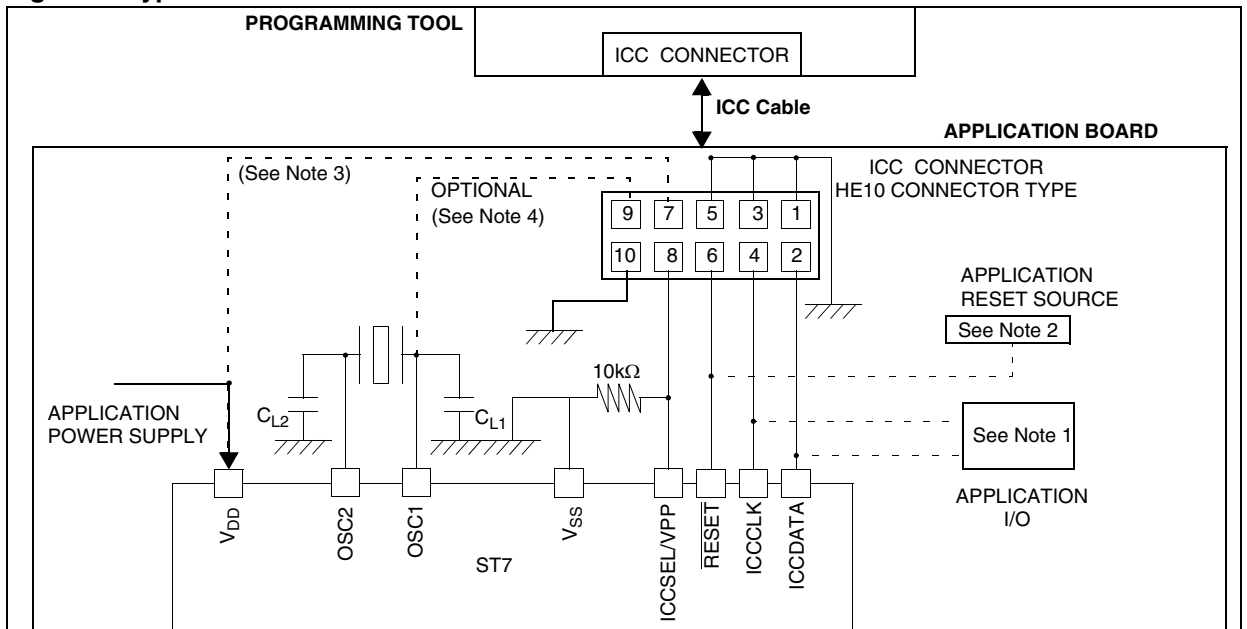 PROGRAMMING TOOL
ICC CONNECTOR
ICC Cable
APPLICATION BOARD
(See Note 3)
OPTIONAL
(See Note 4)
ICC CONNECTOR
HE10 CONNECTOR TYPE
9 7 5 3 1
10 8 6 4 2
APPLICATION
RESET SOURCE
See Note 2
10kΩ
APPLICATION
POWER SUPPLY
CL2
CL1
See Note 1
APPLICATION
I/O
VDD
OSC2
OSC1
VSS
ICCSEL/VPP
RESET
ICCCLK
ICCDATA
ST7